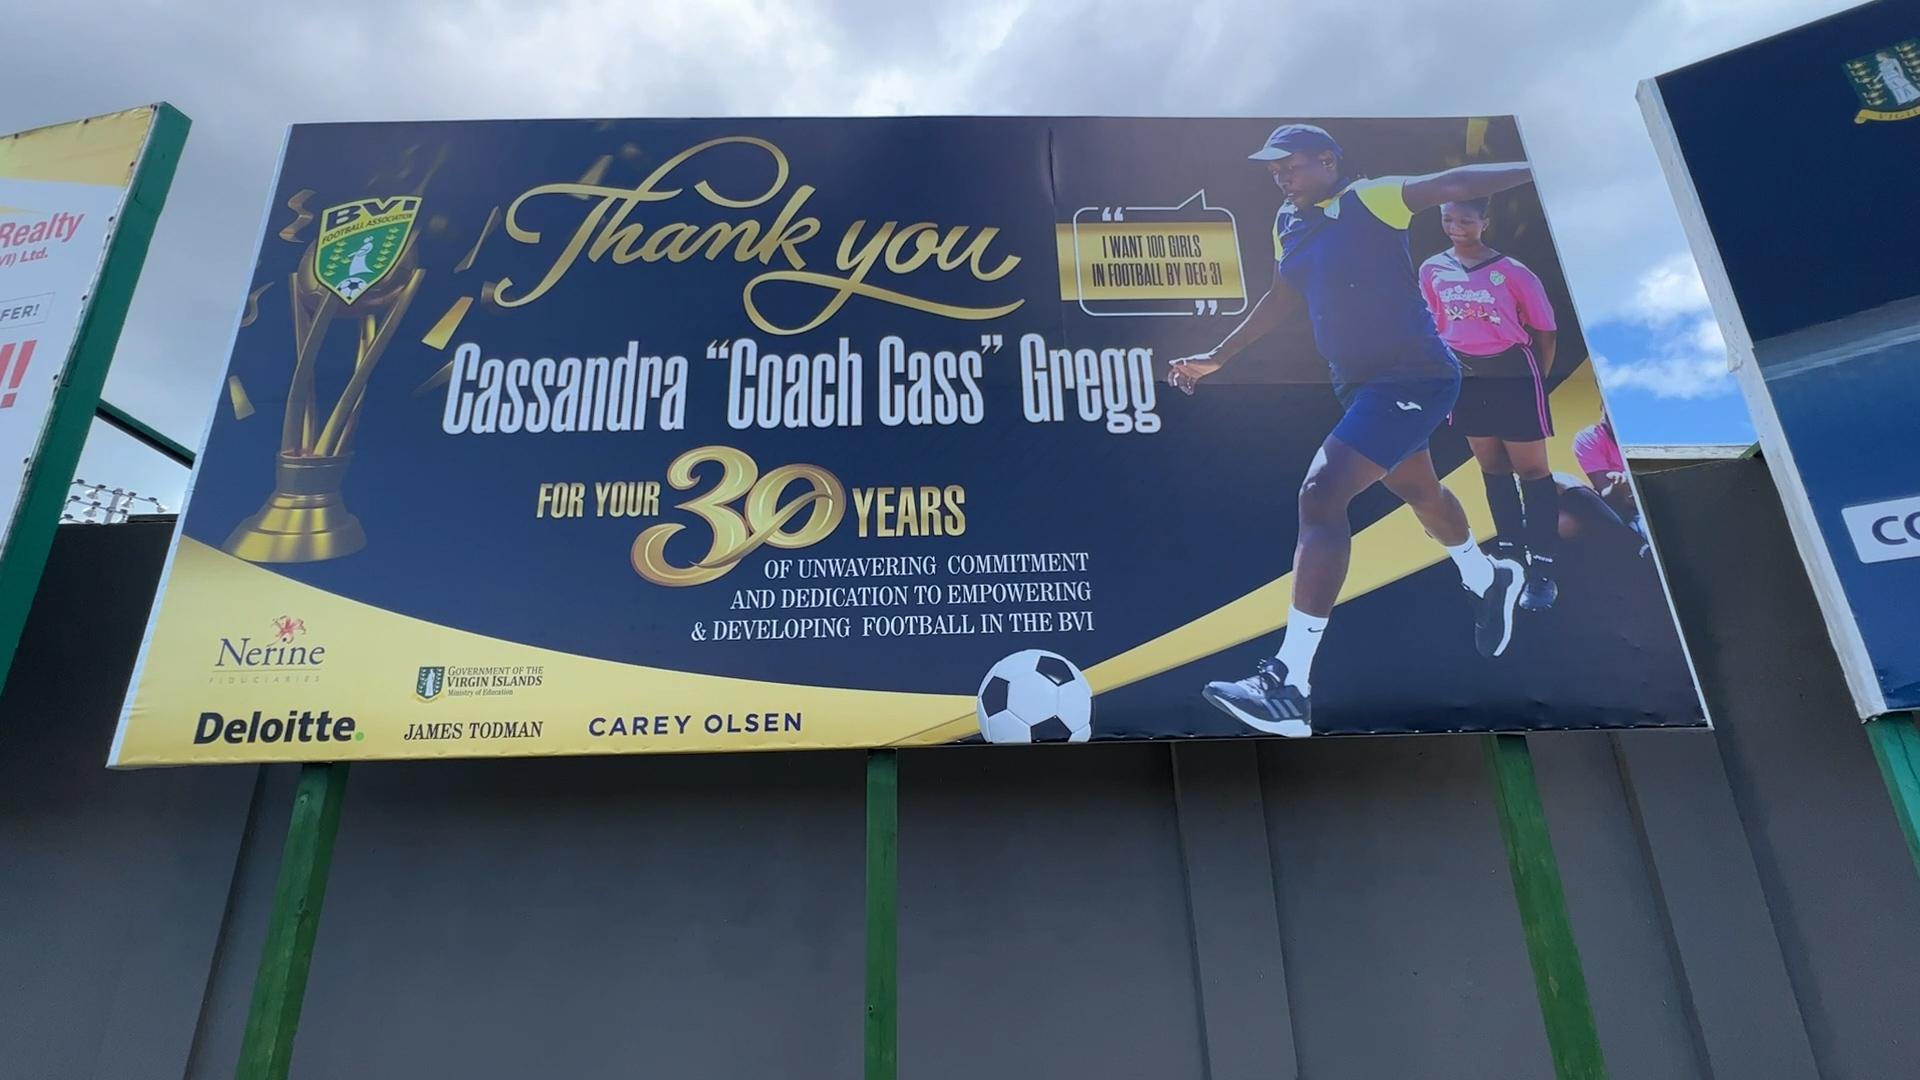 Realty
VI) Ltd.
FER!
!!
BVI
FOOTBALL ASSOCIATION
Thank you
“I WANT 100 GIRLS
IN FOOTBALL BY DEC 31”
Cassandra “Coach Cass” Gregg
FOR YOUR 30 YEARS
OF UNWAVERING COMMITMENT
AND DEDICATION TO EMPOWERING
& DEVELOPING FOOTBALL IN THE BVI
Nerine
FIDUCIARIES
GOVERNMENT OF THE
VIRGIN ISLANDS
Ministry of Education
Deloitte.
JAMES TODMAN
CAREY OLSEN
CO